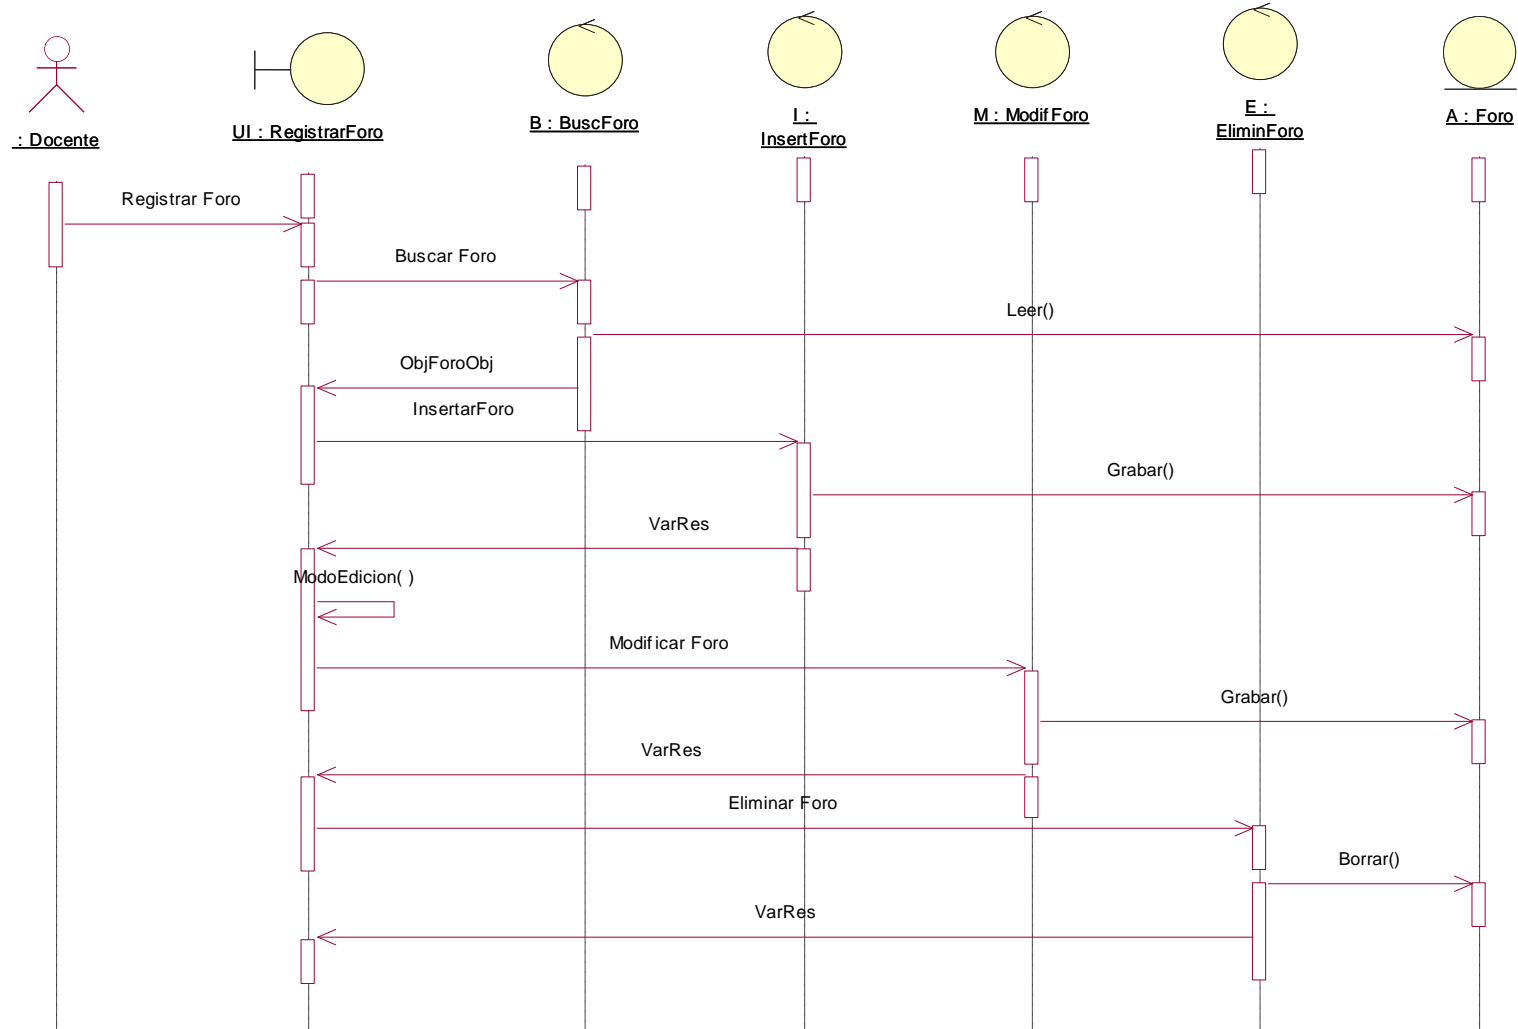 : Docente
UI : RegistrarForo
B : BuscForo
I :
InsertForo
M : ModifForo
E :
EliminForo
A : Foro
Registrar Foro
Buscar Foro
Leer()
ObjForoObj
InsertarForo
Grabar()
VarRes
ModoEdicion( )
Modificar Foro
Grabar()
VarRes
Eliminar Foro
Borrar()
VarRes